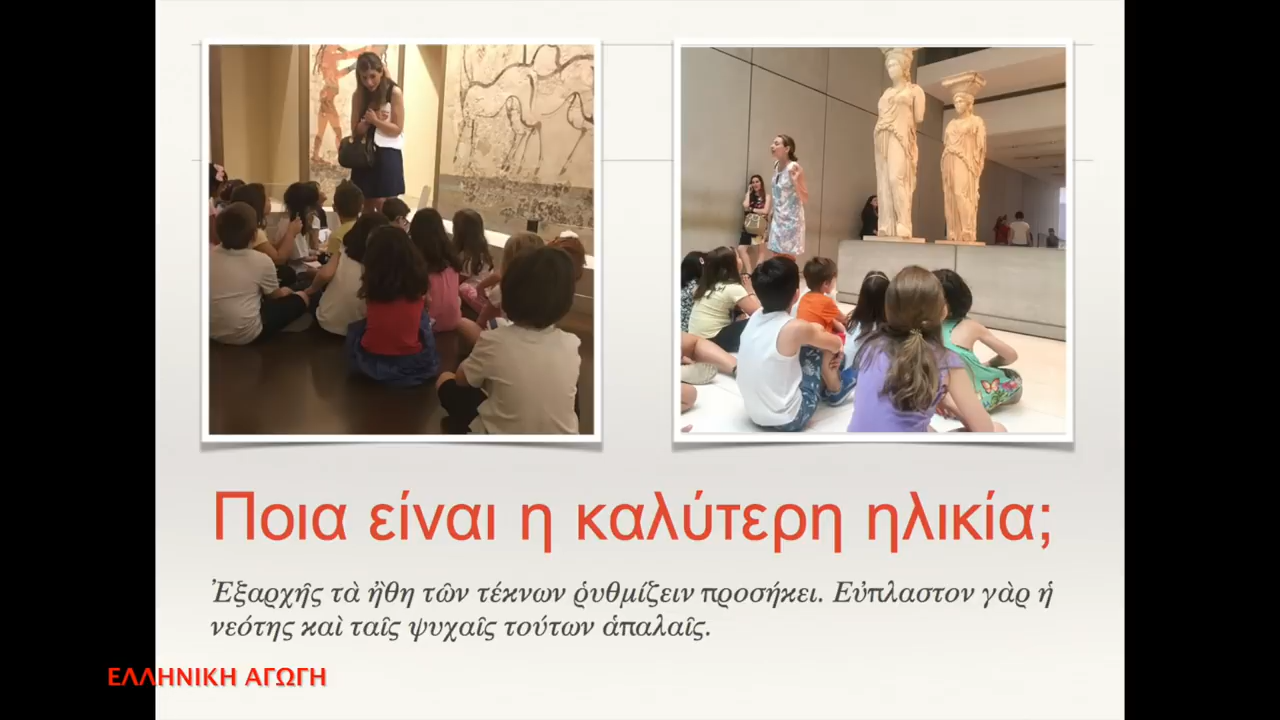 Ποια είναι η καλύτερη ηλικία;
Ἐξαρχῆς τὰ ἤθη τῶν τέκνων ῥυθμίζειν προσήκει. Εὔπλαστον γὰρ ἡ
νεότης καὶ ταῖς ψυχαῖς τούτων ἁπαλαῖς.
ΕΛΛΗΝΙΚΗ ΑΓΩΓΗ